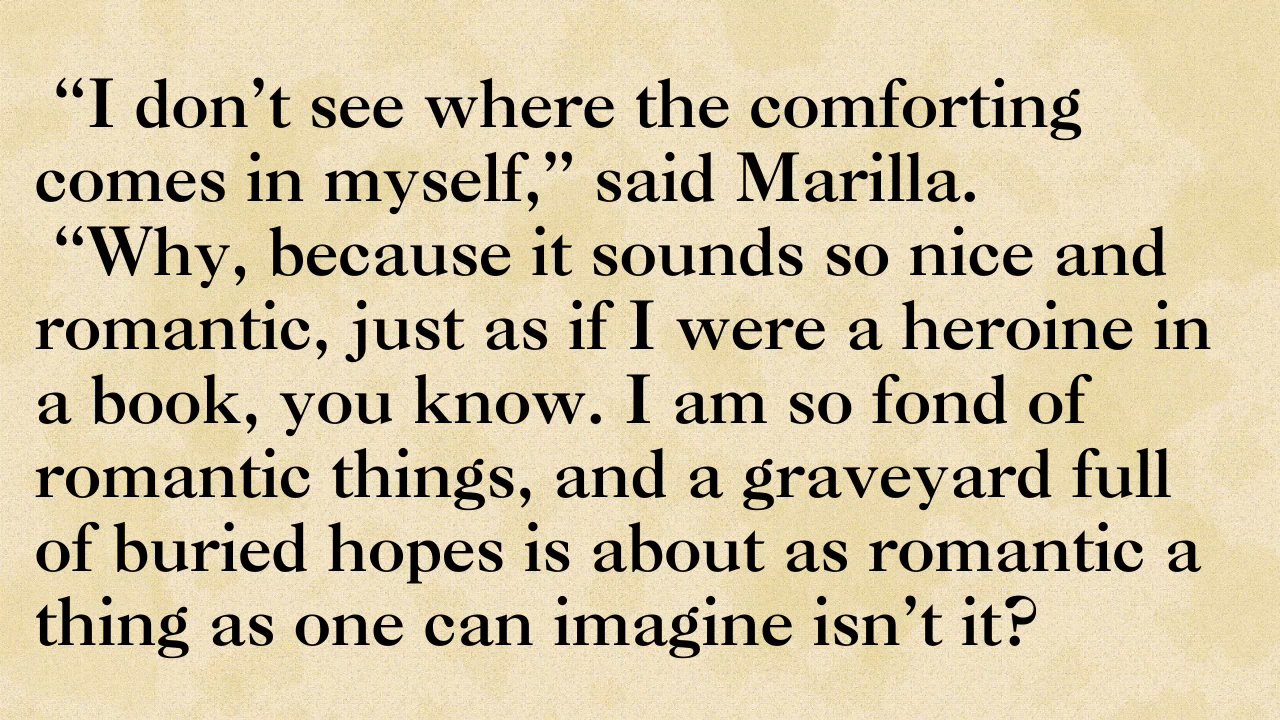 “I don’t see where the comforting
comes in myself,” said Marilla.
“Why, because it sounds so nice and
romantic, just as if I were a heroine in
a book, you know. I am so fond of
romantic things, and a graveyard full
of buried hopes is about as romantic a
thing as one can imagine isn’t it?